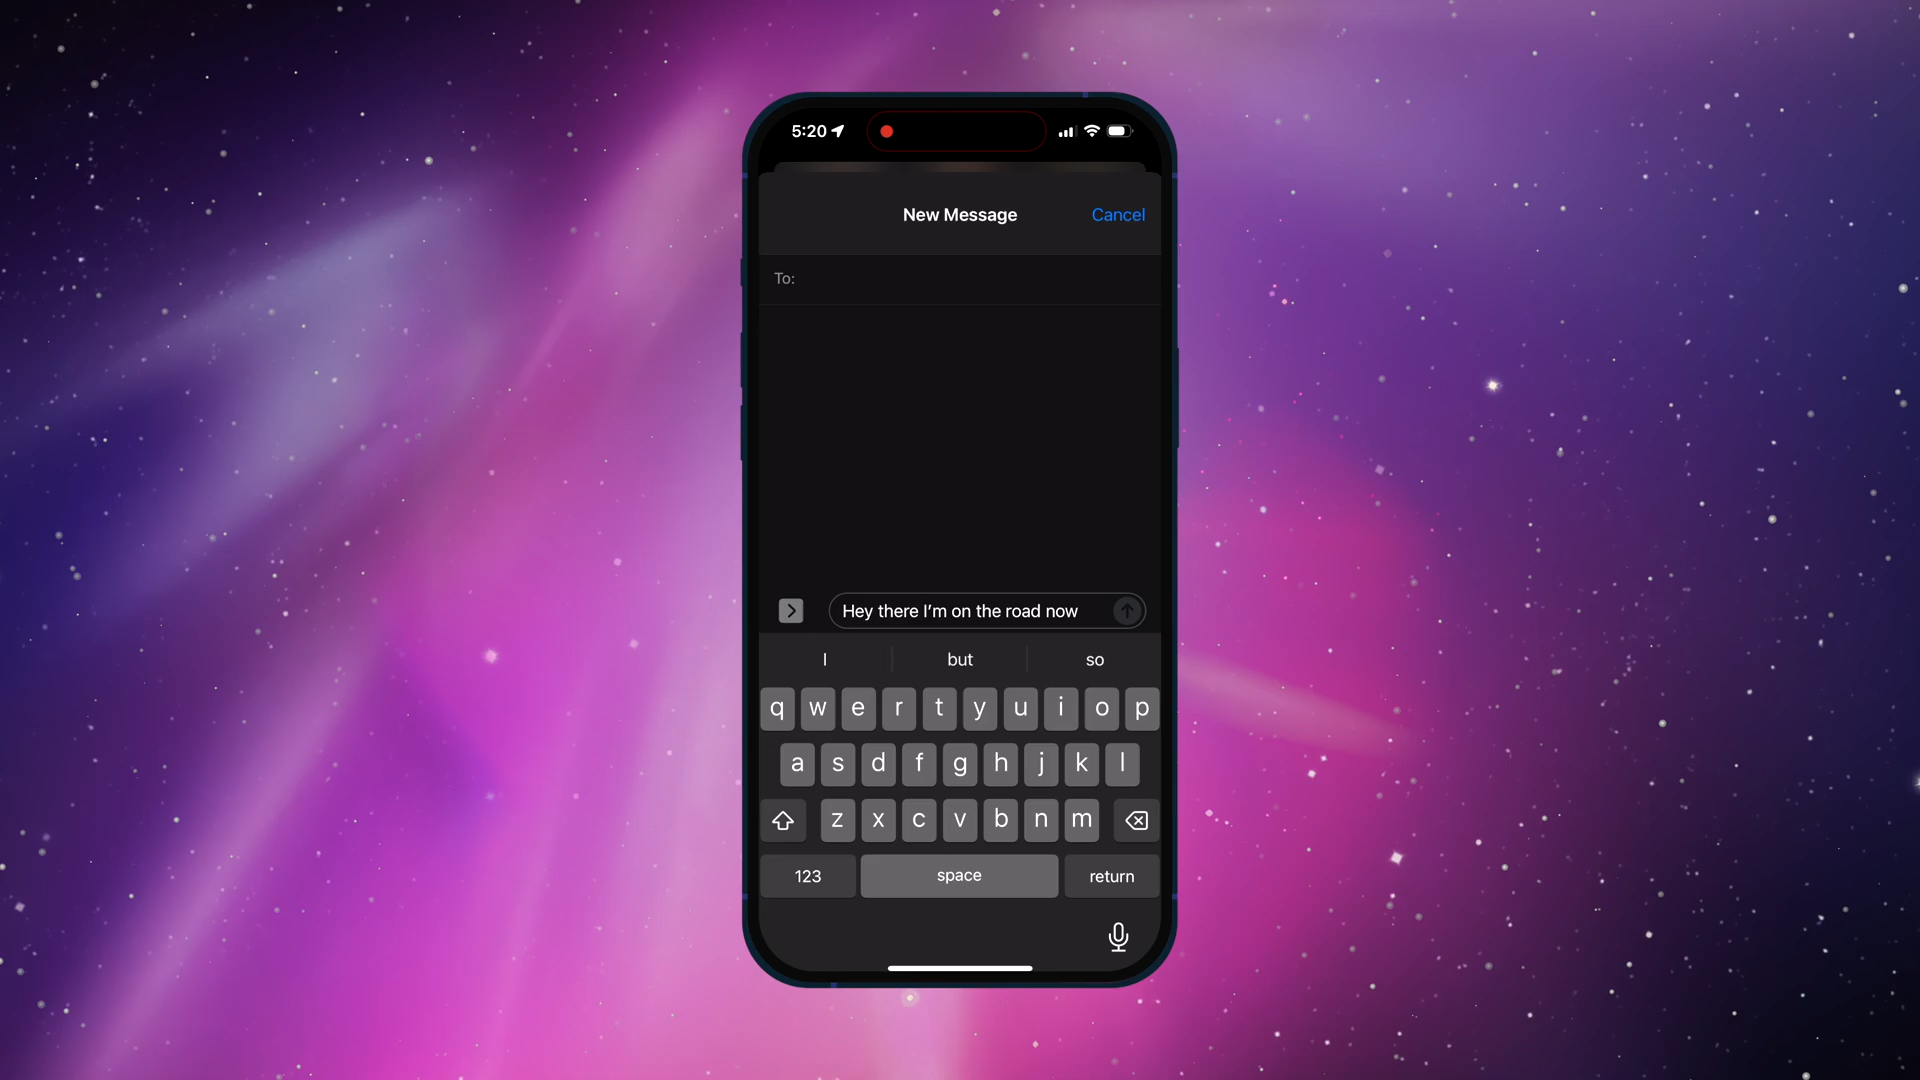 5:20
New Message Cancel
To:
Hey there I’m on the road now
I but so
q w e r t y u i o p
a s d f g h j k l
z x c v b n m
123 space return